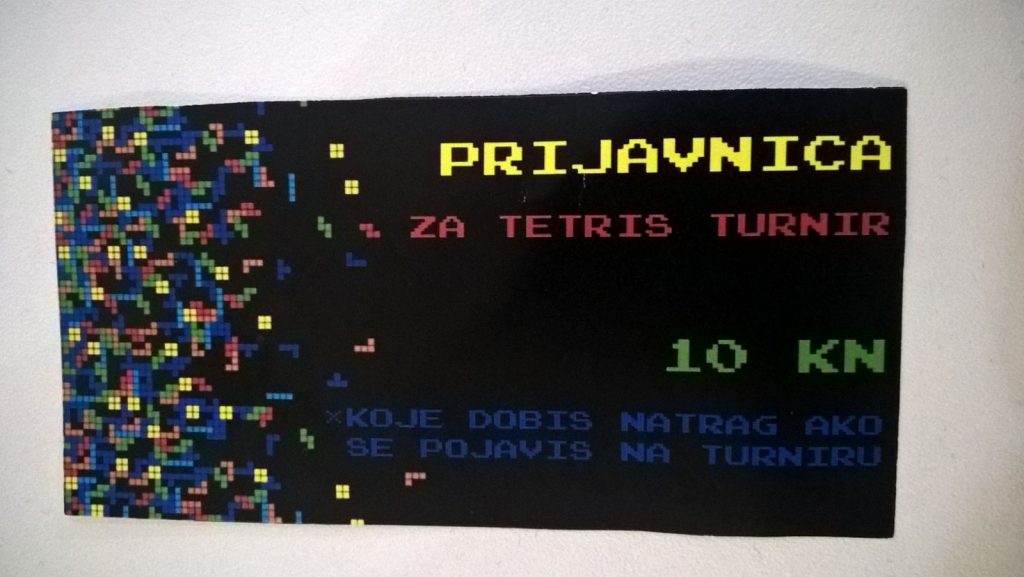 PRIJAVNICA
ZA TETRIS TURNIR
10 KN
*KOJE DOBIS NATRAG AKO
SE POJAVIS NA TURNIRU